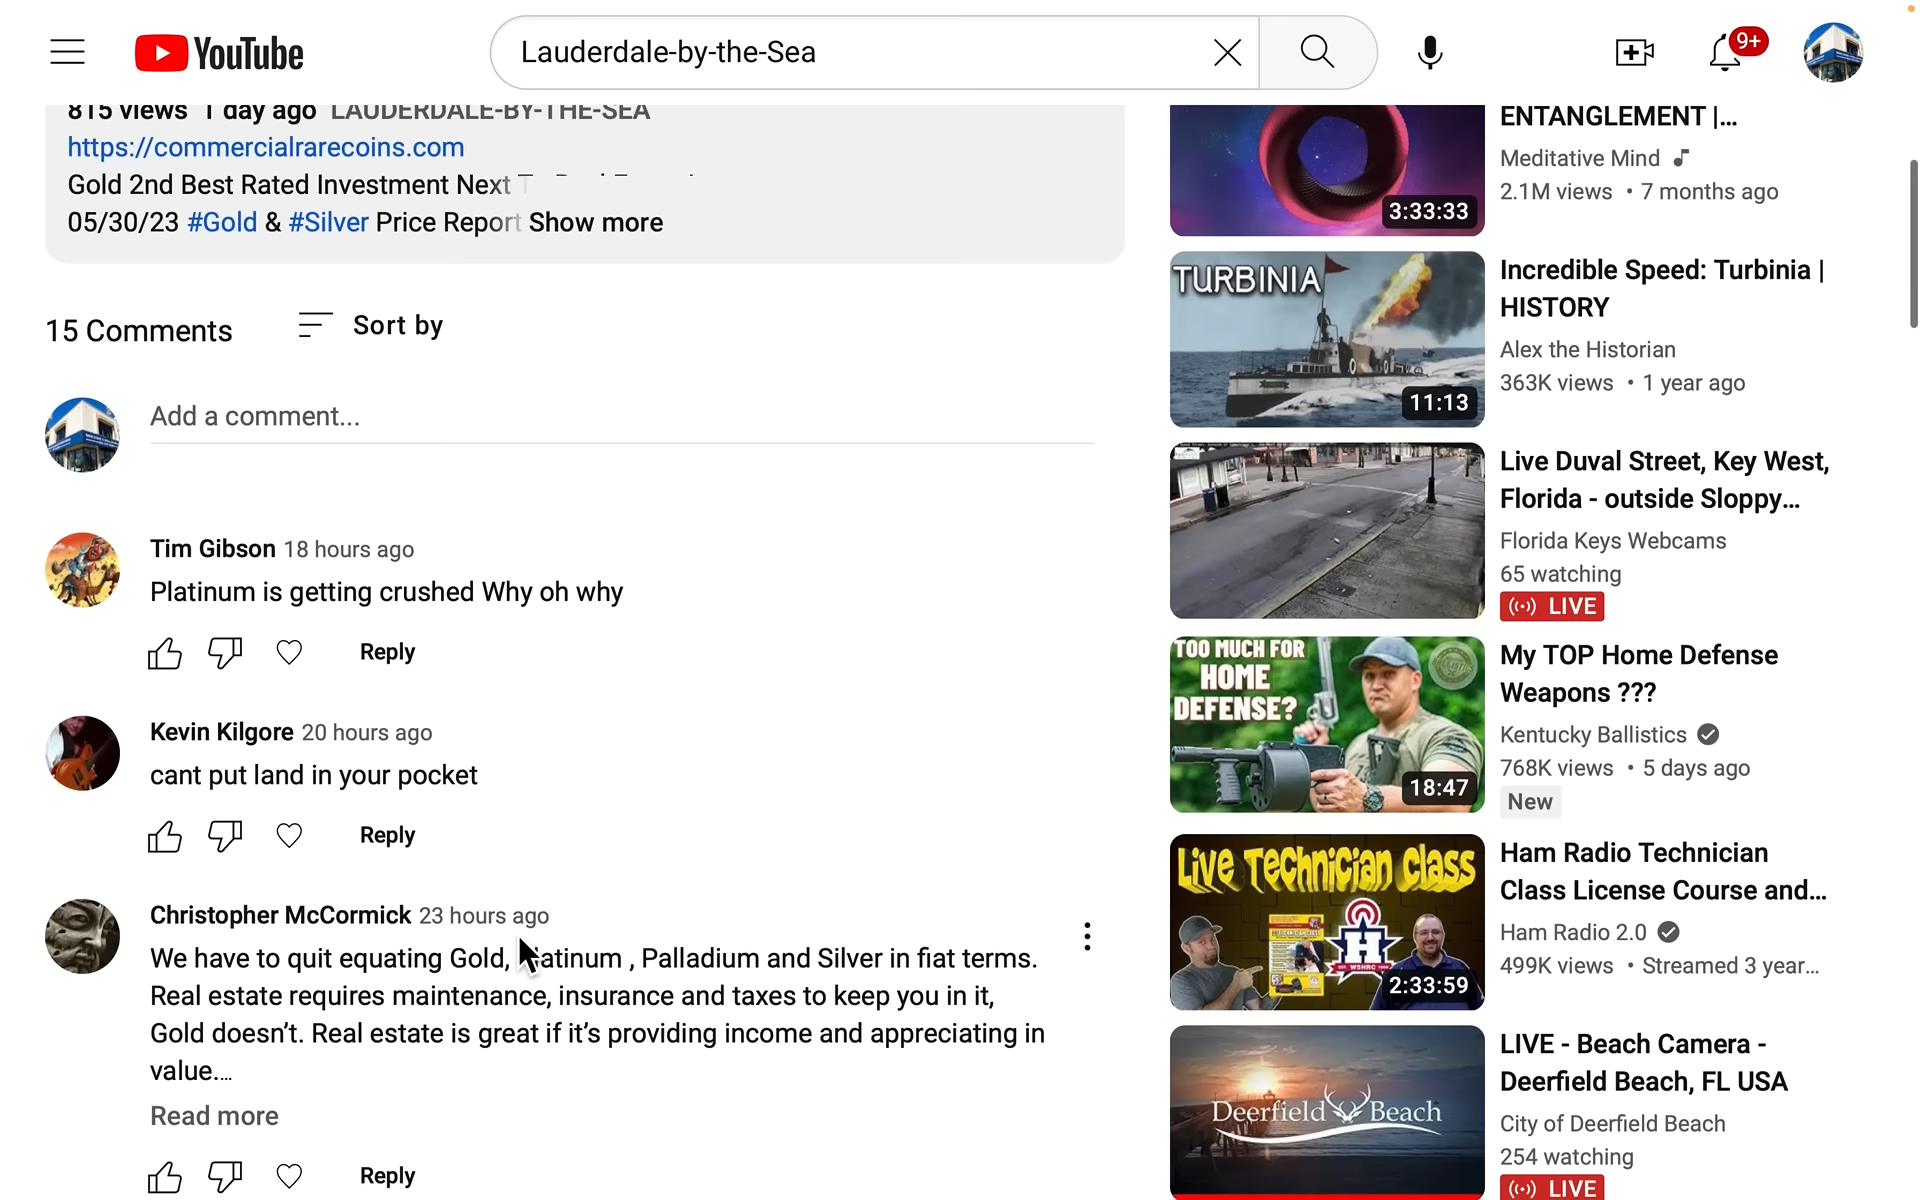 YouTube
Lauderdale-by-the-Sea
9+
815 views 1 day ago LAUDERDALE-BY-THE-SEA
https://commercialrarecoins.com
Gold 2nd Best Rated Investment Next
05/30/23 #Gold & #Silver Price Report Show more
15 Comments
Sort by
Add a comment...
Tim Gibson 18 hours ago
Platinum is getting crushed Why oh why
Reply
Kevin Kilgore 20 hours ago
cant put land in your pocket
Reply
Christopher McCormick 23 hours ago
We have to quit equating Gold, Platinum , Palladium and Silver in fiat terms.
Real estate requires maintenance, insurance and taxes to keep you in it,
Gold doesn’t. Real estate is great if it’s providing income and appreciating in
value.…
Read more
Reply
3:33:33
ENTANGLEMENT |...
Meditative Mind
2.1M views • 7 months ago
TURBINIA
11:13
Incredible Speed: Turbinia |
HISTORY
Alex the Historian
363K views • 1 year ago
Live Duval Street, Key West,
Florida - outside Sloppy...
Florida Keys Webcams
65 watching
LIVE
TOO MUCH FOR
HOME
DEFENSE?
18:47
My TOP Home Defense
Weapons ???
Kentucky Ballistics
768K views • 5 days ago
New
Live Technician Class
H
2:33:59
Ham Radio Technician
Class License Course and...
Ham Radio 2.0
499K views • Streamed 3 year...
Deerfield Beach
LIVE - Beach Camera -
Deerfield Beach, FL USA
City of Deerfield Beach
254 watching
LIVE